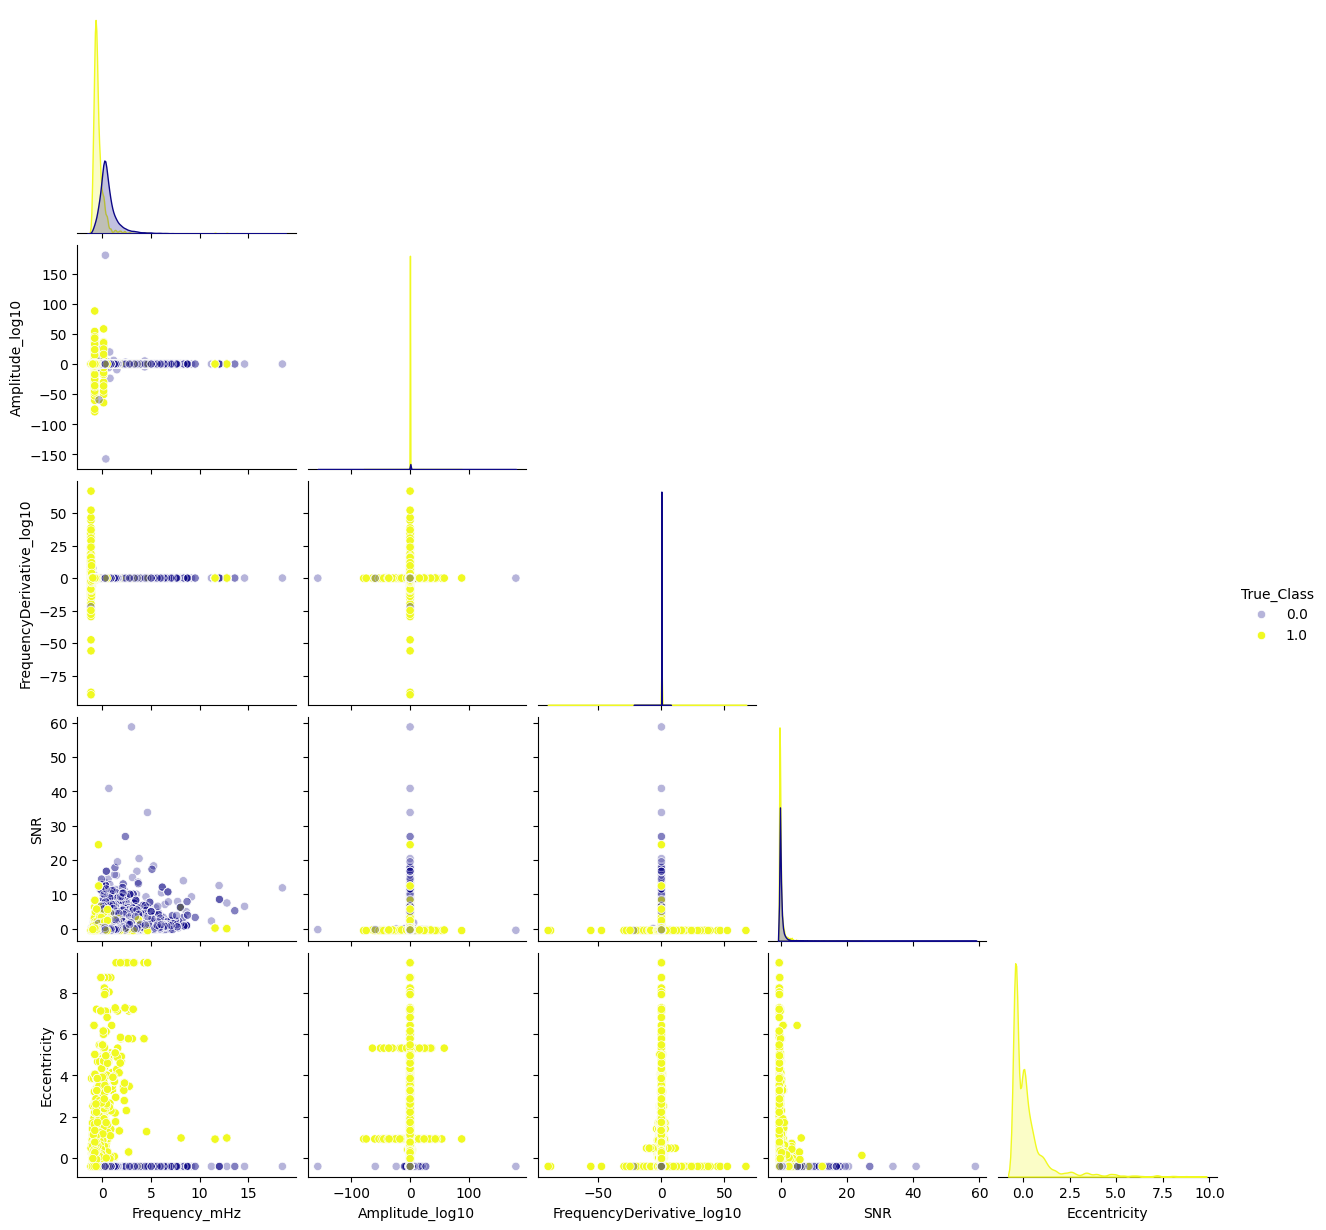 Amplitude_log10
150
100
50
0
−50
−100
−150
FrequencyDerivative_log10
50
25
0
−25
−50
−75
True_Class
0.0
1.0
SNR
60
50
40
30
20
10
0
Eccentricity
8
6
4
2
0
0 5 10 15
−100 0 100
−50 0 50
0 20 40 60
0.0 2.5 5.0 7.5 10.0
Frequency_mHz
Amplitude_log10
FrequencyDerivative_log10
SNR
Eccentricity